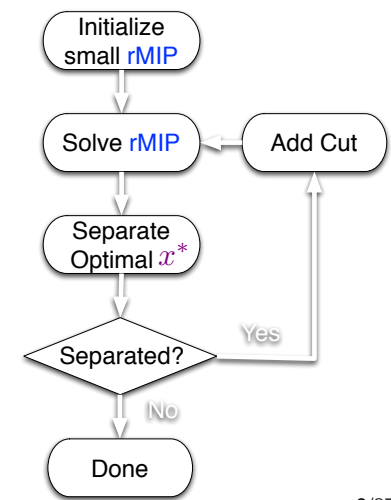 Initialize
small rMIP
Solve rMIP
Add Cut
Separate
Optimal x*
Separated?
Yes
No
Done